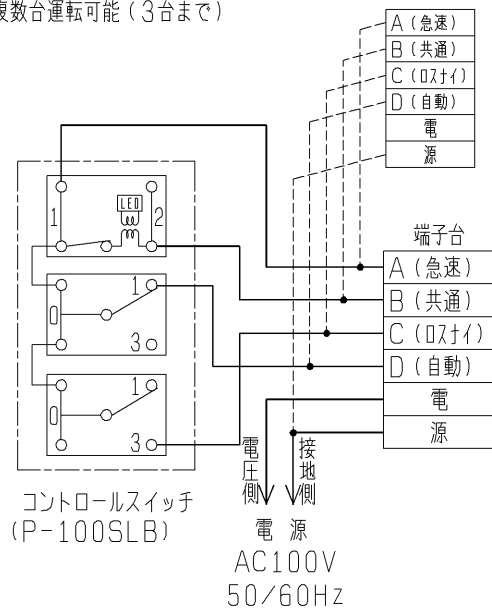 複数台運転可能(3台まで)
A(急速)
B(共通)
C(ロスナイ)
D(自動)
電
源
LED
1
2
0
1
3
0
1
3
端子台
A(急速)
B(共通)
C(ロスナイ)
D(自動)
電
源
電圧側
接地側
コントロールスイッチ
(P-100SLB)
電 源
AC100V
50/60Hz